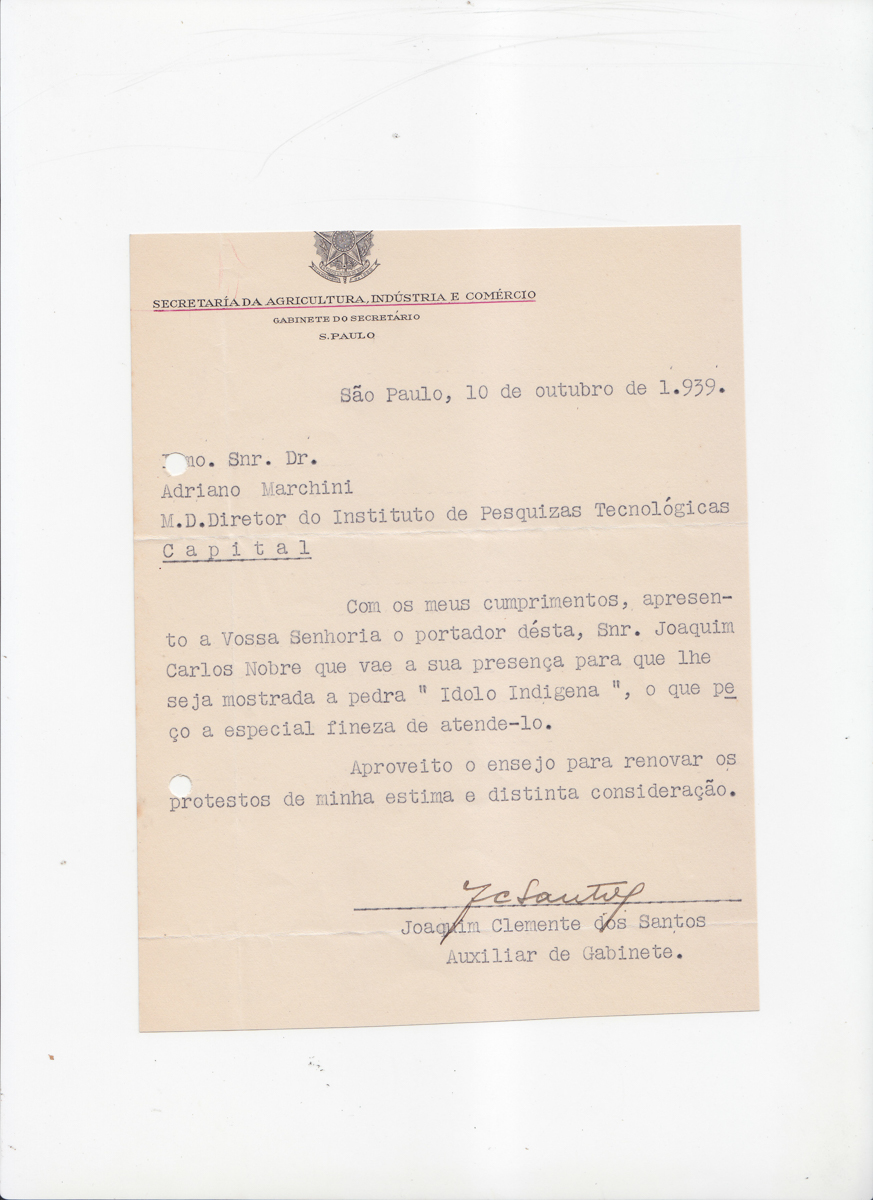 SECRETARÍA DA AGRICULTURA, INDÚSTRIA E COMÉRCIO
GABINETE DO SECRETÁRIO
S. PAULO
São Paulo, 10 de outubro de 1.939.
Snr. Dr.
Adriano Marchini
M.D.Diretor do Instituto de Pesquizas Tecnológicas
C a p i t a l
Com os meus cumprimentos, apresen-
to a Vossa Senhoria o portador désta, Snr. Joaquim
Carlos Nobre que vae a sua presença para que lhe
seja mostrada a pedra " Idolo Indigena ", o que pe
ço a especial fineza de atende-lo.
Aproveito o ensejo para renovar os
protestos de minha estima e distinta consideração.
JCSantos
Joaquim Clemente dos Santos
Auxiliar de Gabinete.